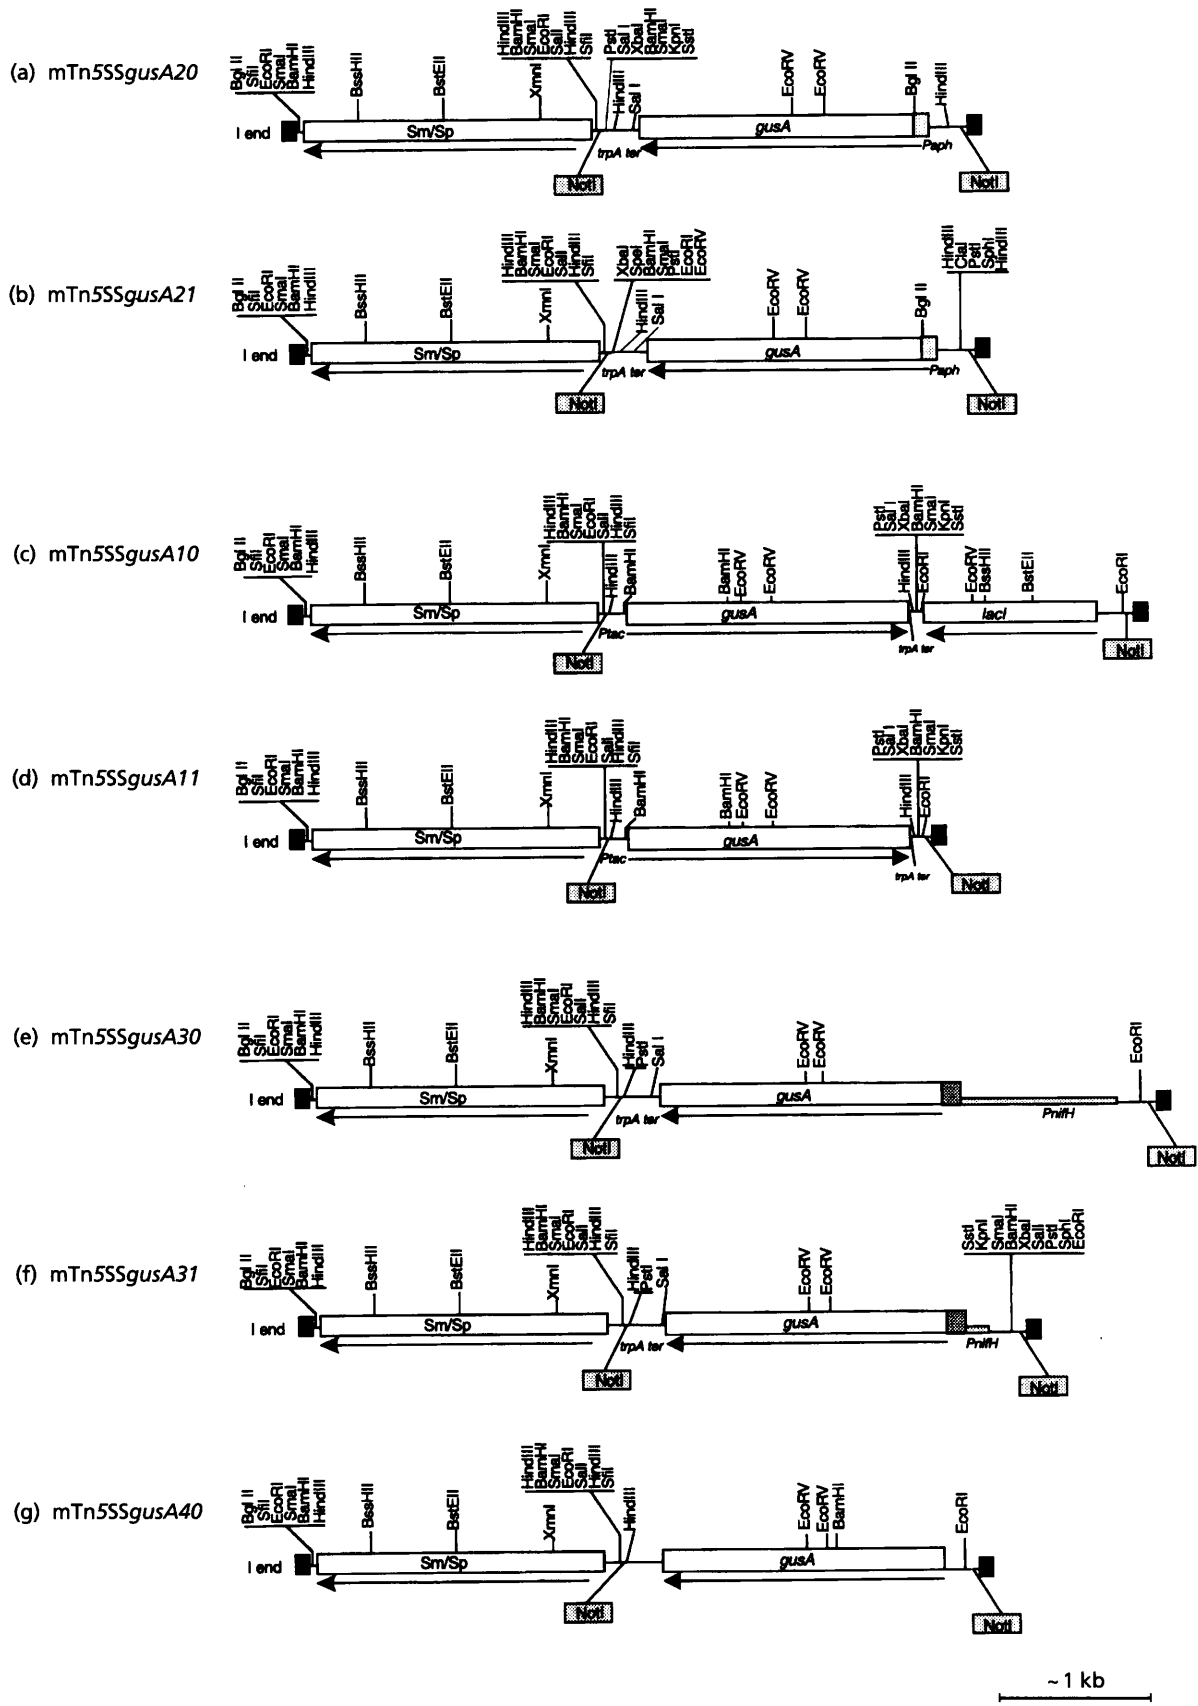 HindIII BamHI SmaI EcoRI SalI HindIII SfiI
PstI Sal I XbaI BamHI SmaI KpnI SstI
(a) mTn5SSgusA20
Bgl II SfiI EcoRI SmaI BamHI HindIII
BssHII BstEII XmnI HindIII Sal I EcoRV EcoRV Bgl II HindIII
I end Sm/Sp gusA
trpA ter Paph
NotI NotI
HindIII BamHI SmaI EcoRI SalI HindIII SfiI
XbaI SpeI BamHI SmaI PstI EcoRI EcoRV
HindIII ClaI PstI SphI HindIII
(b) mTn5SSgusA21
Bgl II SfiI EcoRI SmaI BamHI HindIII
BssHII BstEII XmnI HindIII Sal I EcoRV EcoRV Bgl II
I end Sm/Sp gusA
trpA ter Paph
NotI NotI
HindIII BamHI SmaI EcoRI SalI HindIII SfiI
PstI Sal I XbaI BamHI SmaI KpnI SstI
(c) mTn5SSgusA10
Bgl II SfiI EcoRI SmaI BamHI HindIII
BssHII BstEII XmnI HindIII BamHI BamHI EcoRV EcoRV HindIII EcoRI EcoRV BssHII BstEII EcoRI
I end Sm/Sp gusA lacI
Ptac trpA ter
NotI NotI
HindIII BamHI SmaI EcoRI SalI HindIII SfiI
PstI Sal I XbaI BamHI SmaI KpnI SstI
(d) mTn5SSgusA11
Bgl II SfiI EcoRI SmaI BamHI HindIII
BssHII BstEII XmnI HindIII BamHI BamHI EcoRV EcoRV HindIII EcoRI
I end Sm/Sp gusA
Ptac trpA ter
NotI NotI
HindIII BamHI SmaI EcoRI SalI HindIII SfiI
(e) mTn5SSgusA30
Bgl II SfiI EcoRI SmaI BamHI HindIII
BssHII BstEII XmnI HindIII PstI Sal I EcoRV EcoRV EcoRI
I end Sm/Sp gusA
trpA ter PnifH
NotI NotI
HindIII BamHI SmaI EcoRI SalI HindIII SfiI
SstI KpnI SmaI BamHI XbaI SalI PstI SphI EcoRI
(f) mTn5SSgusA31
Bgl II SfiI EcoRI SmaI BamHI HindIII
BssHII BstEII XmnI HindIII PstI Sal I EcoRV EcoRV
I end Sm/Sp gusA
trpA ter PnifH
NotI NotI
HindIII BamHI SmaI EcoRI SalI HindIII SfiI
(g) mTn5SSgusA40
Bgl II SfiI EcoRI SmaI BamHI HindIII
BssHII BstEII XmnI HindIII EcoRV EcoRV BamHI EcoRI
I end Sm/Sp gusA
NotI NotI
~ 1 kb